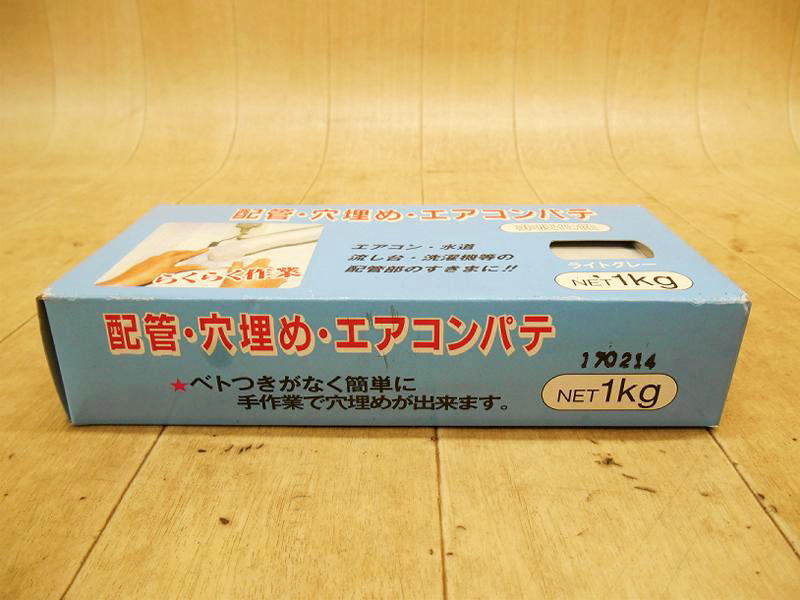 配管・穴埋め・エアコンパテ
らくらく作業
エアコン・水道
流し台・洗濯機等の
配管部のすきまに!!
ライトグレー
NET1kg
配管・穴埋め・エアコンパテ
170214
★ベトつきがなく簡単に
手作業で穴埋めが出来ます。
NET1kg